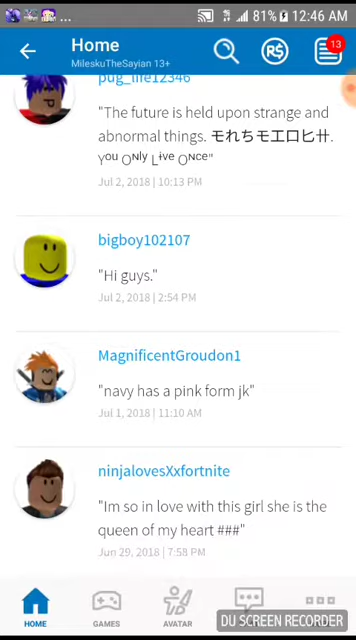 81% 12:46 AM
Home
MileskuTheSayian 13+
R$
13
pug_life12346
"The future is held upon strange and
abnormal things. モれちモエロヒ卄.
Yᵒᵘ Oᴺˡʸ Lᶤᵛᵉ Oᴺᶜᵉ"
Jul 2, 2018 | 10:13 PM
bigboy102107
"Hi guys."
Jul 2, 2018 | 2:54 PM
MagnificentGroudon1
"navy has a pink form jk"
Jul 1, 2018 | 11:10 AM
ninjalovesXxfortnite
"Im so in love with this girl she is the
queen of my heart ###"
Jun 29, 2018 | 7:58 PM
HOME
GAMES
AVATAR
DU SCREEN RECORDER